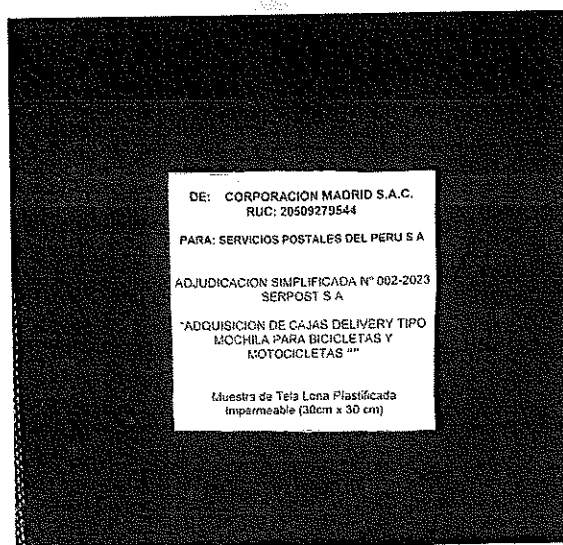 DE: CORPORACION MADRID S.A.C.
RUC: 20509279544
PARA: SERVICIOS POSTALES DEL PERU S A
ADJUDICACION SIMPLIFICADA N° 002-2023
SERPOST S A
"ADQUISICION DE CAJAS DELIVERY TIPO
MOCHILA PARA BICICLETAS Y
MOTOCICLETAS ""
Muestra de Tela Lona Plastificada
Impermeable (30cm x 30 cm)